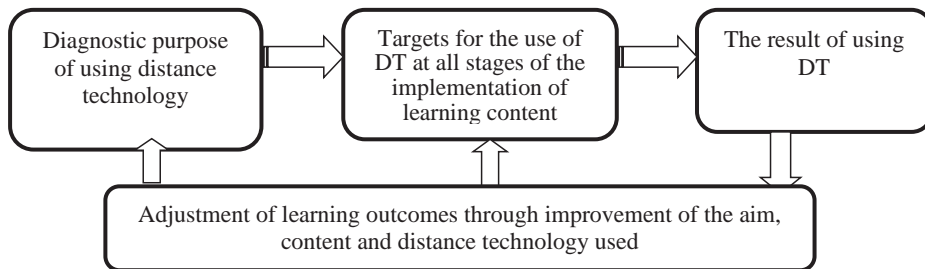 Diagnostic purpose
of using distance
technology
Targets for the use of
DT at all stages of the
implementation of
learning content
The result of using
DT
Adjustment of learning outcomes through improvement of the aim,
content and distance technology used